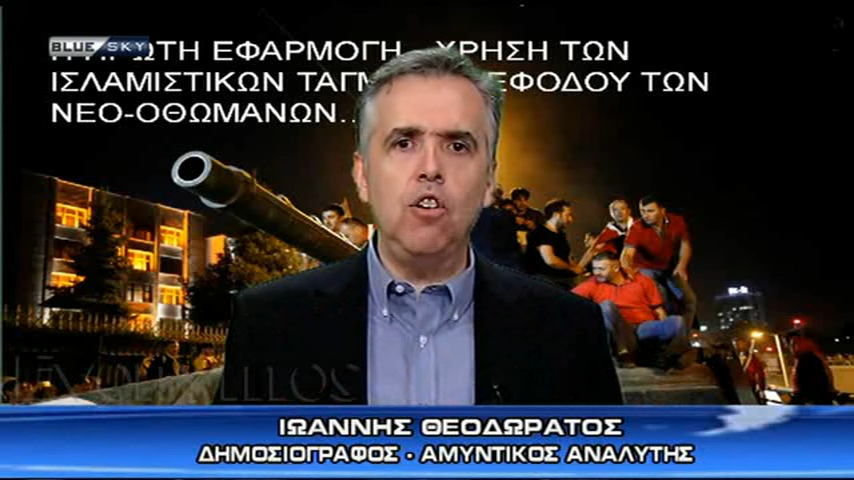 BLUE SKY
ΕΦΑΡΜΟΓΗ ΧΡΗΣΗ ΤΩΝ
ΙΣΛΑΜΙΣΤΙΚΩΝ ΕΦΟΔΟΥ ΤΩΝ
ΝΕΟ-ΟΘΩΜΑΝΩΝ...
ΙΩΑΝΝΗΣ ΘΕΟΔΩΡΑΤΟΣ
ΔΗΜΟΣΙΟΓΡΑΦΟΣ - ΑΜΥΝΤΙΚΟΣ ΑΝΑΛΥΤΗΣ